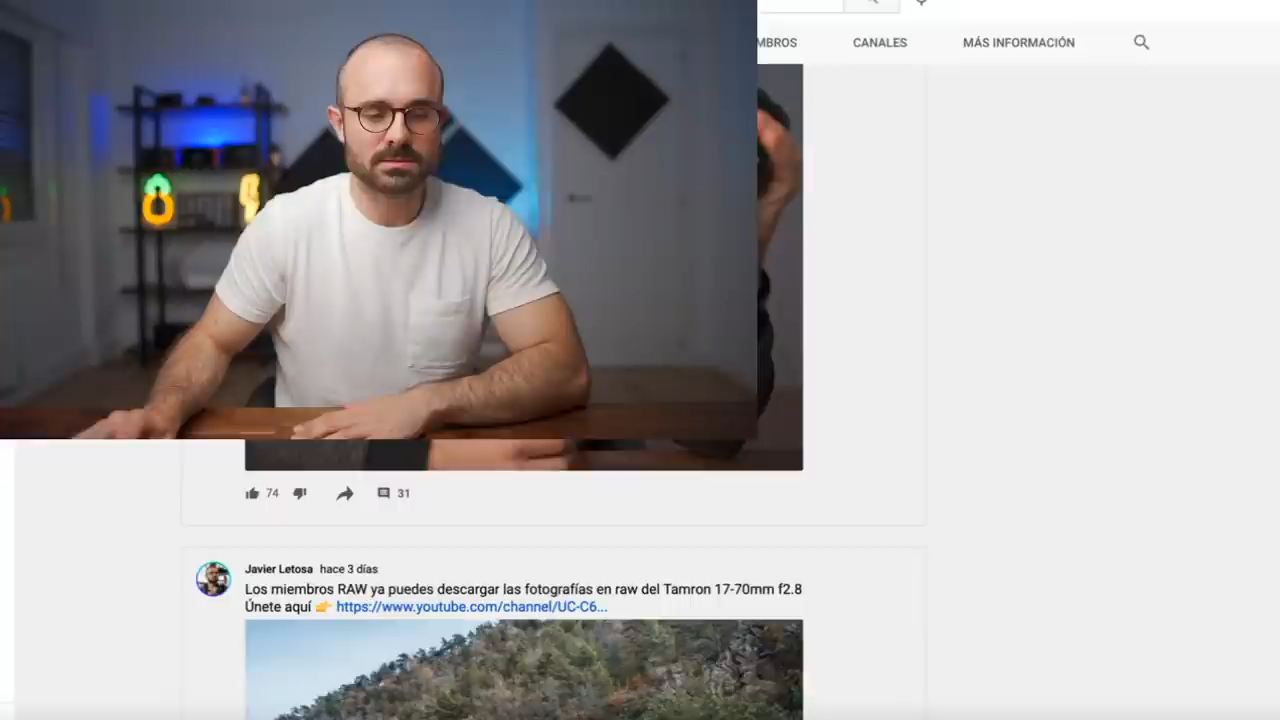 MBROS
CANALES
MÁS INFORMACIÓN
74
31
Javier Letosa hace 3 días
Los miembros RAW ya puedes descargar las fotografías en raw del Tamron 17-70mm f2.8
Únete aquí 👉 https://www.youtube.com/channel/UC-C6...